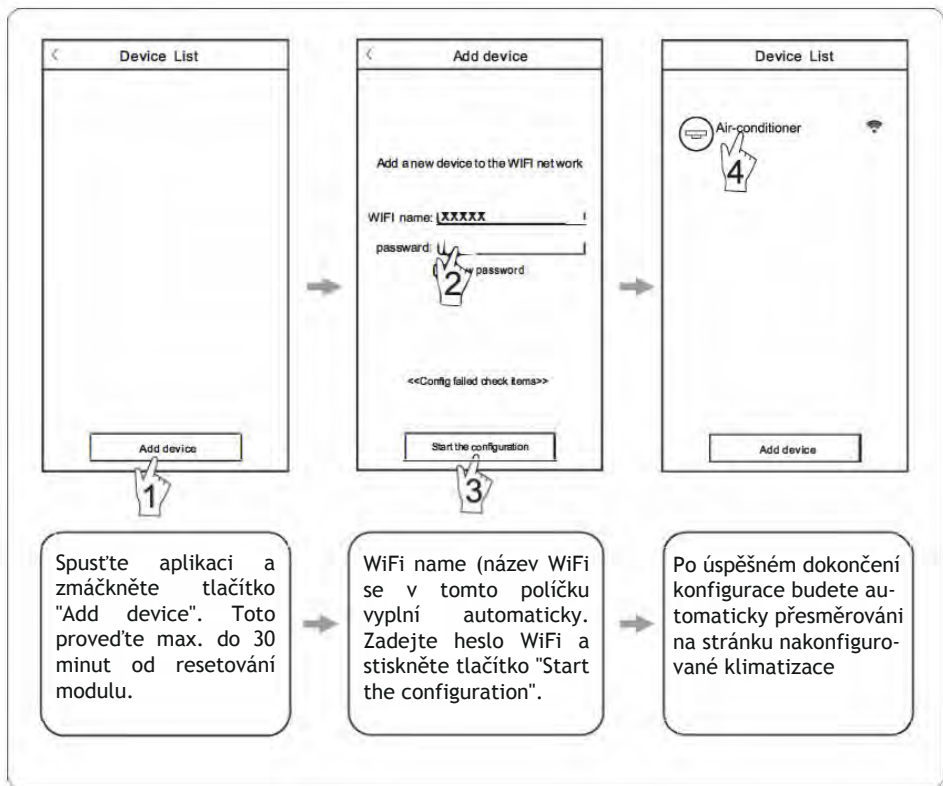 Device List
Add device
1
Add device
Add a new device to the WIFI network
WIFI name: XXXXX
passward:
2
password
<<Config failed check items>>
Start the configuration
3
Device List
Air-conditioner
4
Add device
Spusťte aplikaci a
zmáčkněte tlačítko
"Add device". Toto
proveďte max. do 30
minut od resetování
modulu.
WiFi name (název WiFi
se v tomto políčku
vyplní automaticky.
Zadejte heslo WiFi a
stiskněte tlačítko "Start
the configuration".
Po úspěšném dokončení
konfigurace budete au-
tomaticky přesměrováni
na stránku nakonfiguro-
vané klimatizace